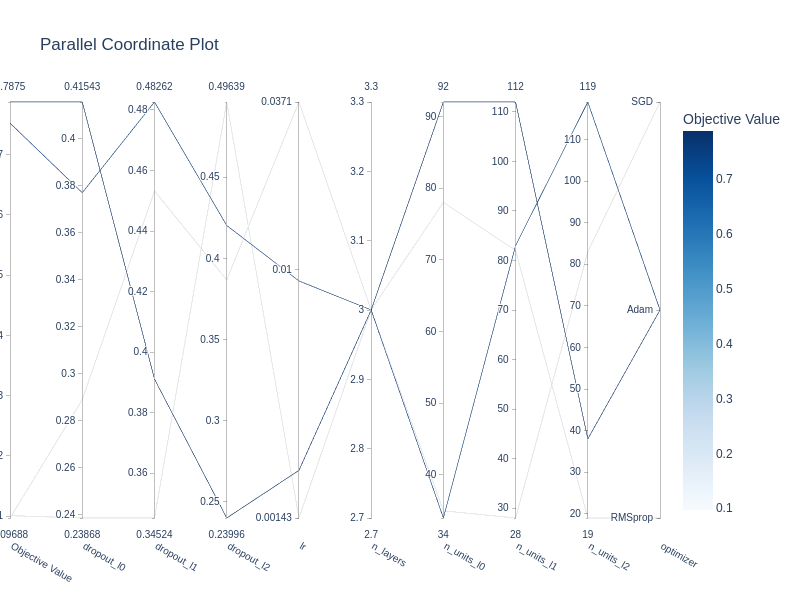 Parallel Coordinate Plot
.7875 0.41543 0.48262 0.49639 3.3 92 112 119
0.0371 3.3 SGD
0.48 90 110 110
0.4 3.2 100 100
0.46 80
0.38 0.45 90 90
0.36 0.44 0.4 3.1 70 80 80
0.34 0.42 0.01 3 70 70 Adam
0.32 0.4 0.35 60 60 60
0.3 0.38 2.9 50 50 50
0.28 0.3 2.8 40 40 40
0.26 0.36 30 30
0.24 0.25 0.00143 2.7 20 RMSprop
09688 0.23868 0.34524 0.23996 2.7 34 28 19
Objective Value dropout_l0 dropout_l1 dropout_l2 lr n_layers n_units_l0 n_units_l1 n_units_l2 optimizer
Objective Value
0.7
0.6
0.5
0.4
0.3
0.2
0.1